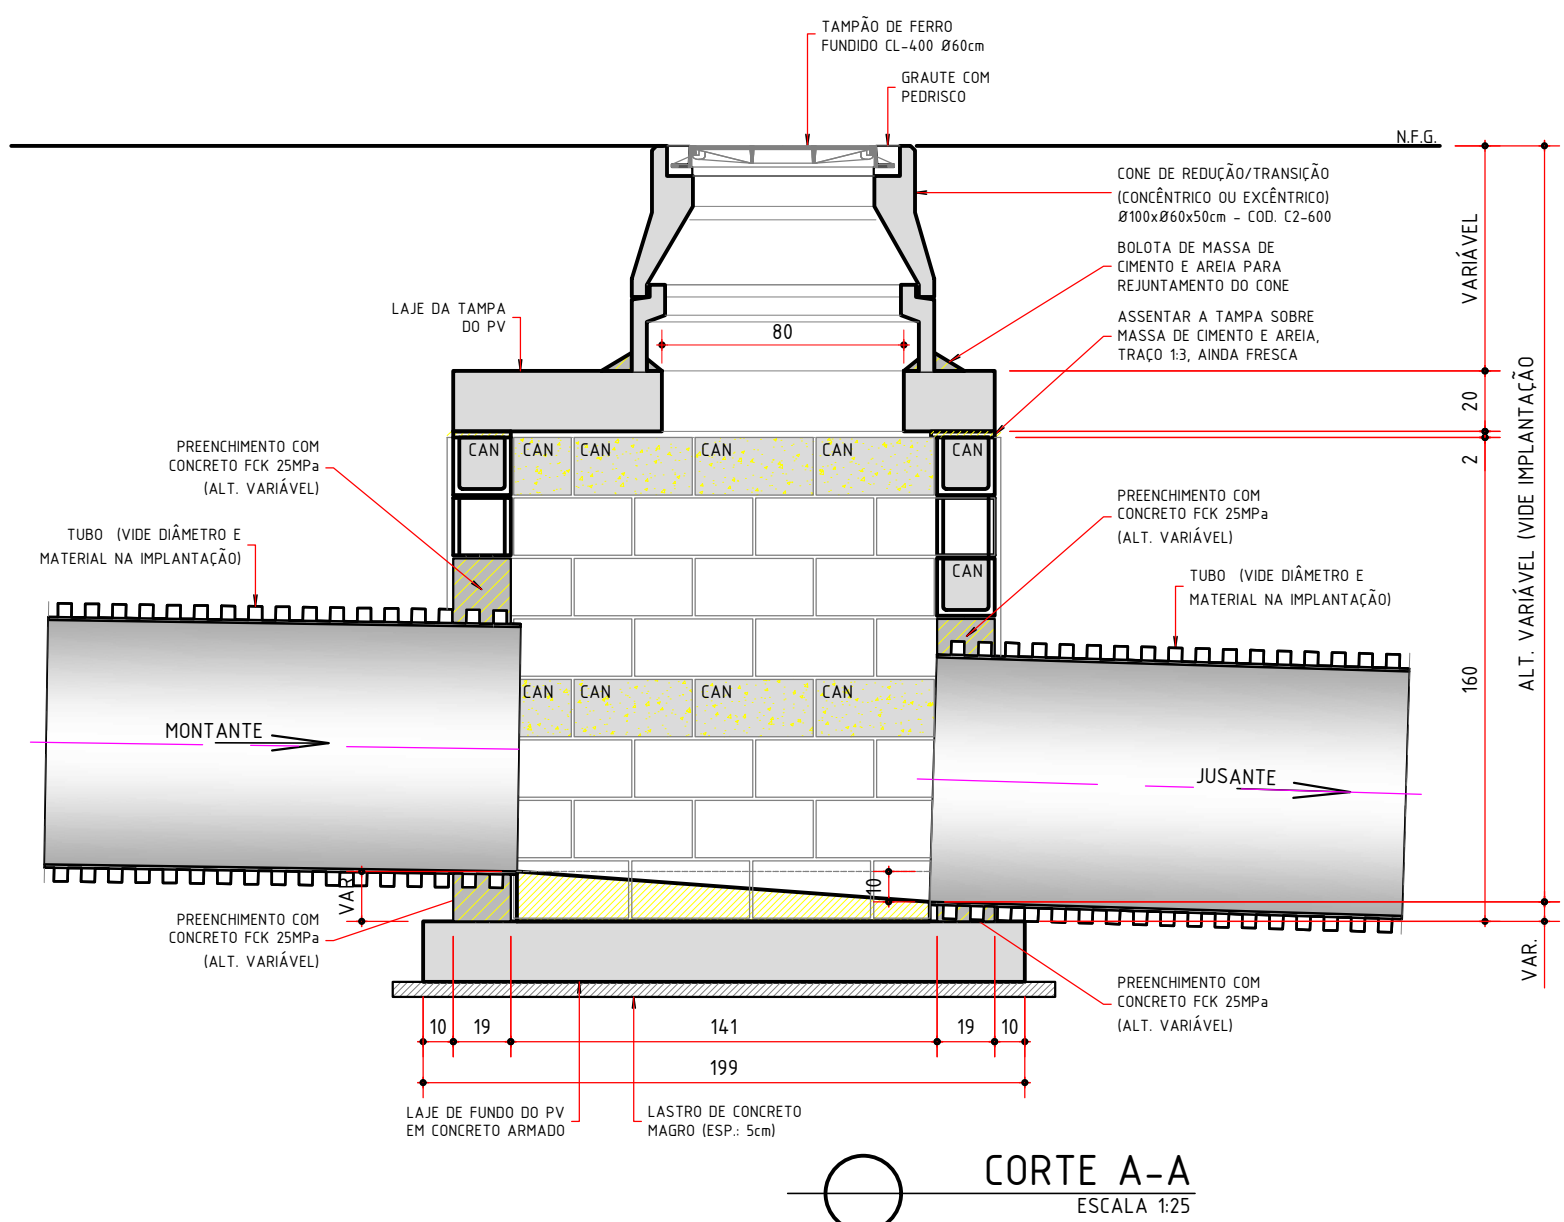 TAMPÃO DE FERRO
FUNDIDO CL-400 Ø60cm
GRAUTE COM
PEDRISCO
N.F.G.
CONE DE REDUÇÃO/TRANSIÇÃO
(CONCÊNTRICO OU EXCÊNTRICO)
Ø100xØ60x50cm - COD. C2-600
BOLOTA DE MASSA DE
CIMENTO E AREIA PARA
REJUNTAMENTO DO CONE
ASSENTAR A TAMPA SOBRE
MASSA DE CIMENTO E AREIA,
TRAÇO 1:3, AINDA FRESCA
LAJE DA TAMPA
DO PV
80
VARIÁVEL
20
2
160
ALT. VARIÁVEL (VIDE IMPLANTAÇÃO
VAR.
PREENCHIMENTO COM
CONCRETO FCK 25MPa
(ALT. VARIÁVEL)
CAN CAN CAN CAN CAN CAN
PREENCHIMENTO COM
CONCRETO FCK 25MPa
(ALT. VARIÁVEL)
TUBO (VIDE DIÂMETRO E
MATERIAL NA IMPLANTAÇÃO)
CAN
TUBO (VIDE DIÂMETRO E
MATERIAL NA IMPLANTAÇÃO)
CAN CAN CAN CAN
MONTANTE
JUSANTE
VAR.
10
PREENCHIMENTO COM
CONCRETO FCK 25MPa
(ALT. VARIÁVEL)
PREENCHIMENTO COM
CONCRETO FCK 25MPa
(ALT. VARIÁVEL)
10 19 141 19 10
199
LAJE DE FUNDO DO PV
EM CONCRETO ARMADO
LASTRO DE CONCRETO
MAGRO (ESP.: 5cm)
CORTE A-A
ESCALA 1:25